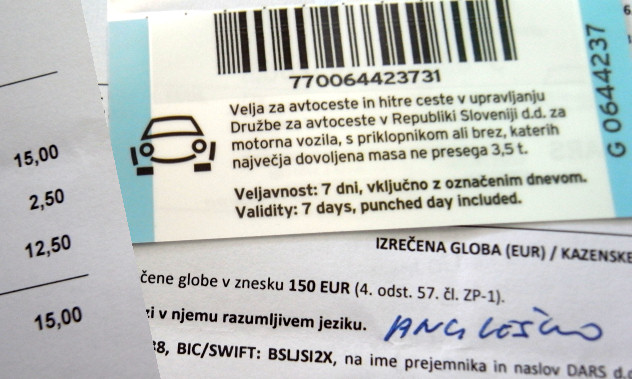 770064423731
Velja za avtoceste in hitre ceste v upravljanju
Družbe za avtoceste v Republiki Sloveniji d.d. za
motorna vozila, s priklopnikom ali brez, katerih
največja dovoljena masa ne presega 3,5 t.
Veljavnost: 7 dni, vključno z označenim dnevom.
Validity: 7 days, punched day included.
G 0644237
15,00
2,50
12,50
15,00
IZREČENA GLOBA (EUR) / KAZENSKE
čene globe v znesku 150 EUR (4. odst. 57. čl. ZP-1).
zi v njemu razumljivem jeziku. ANGLEŠKO
38, BIC/SWIFT: BSLJSI2X, na ime prejemnika in naslov DARS d.d